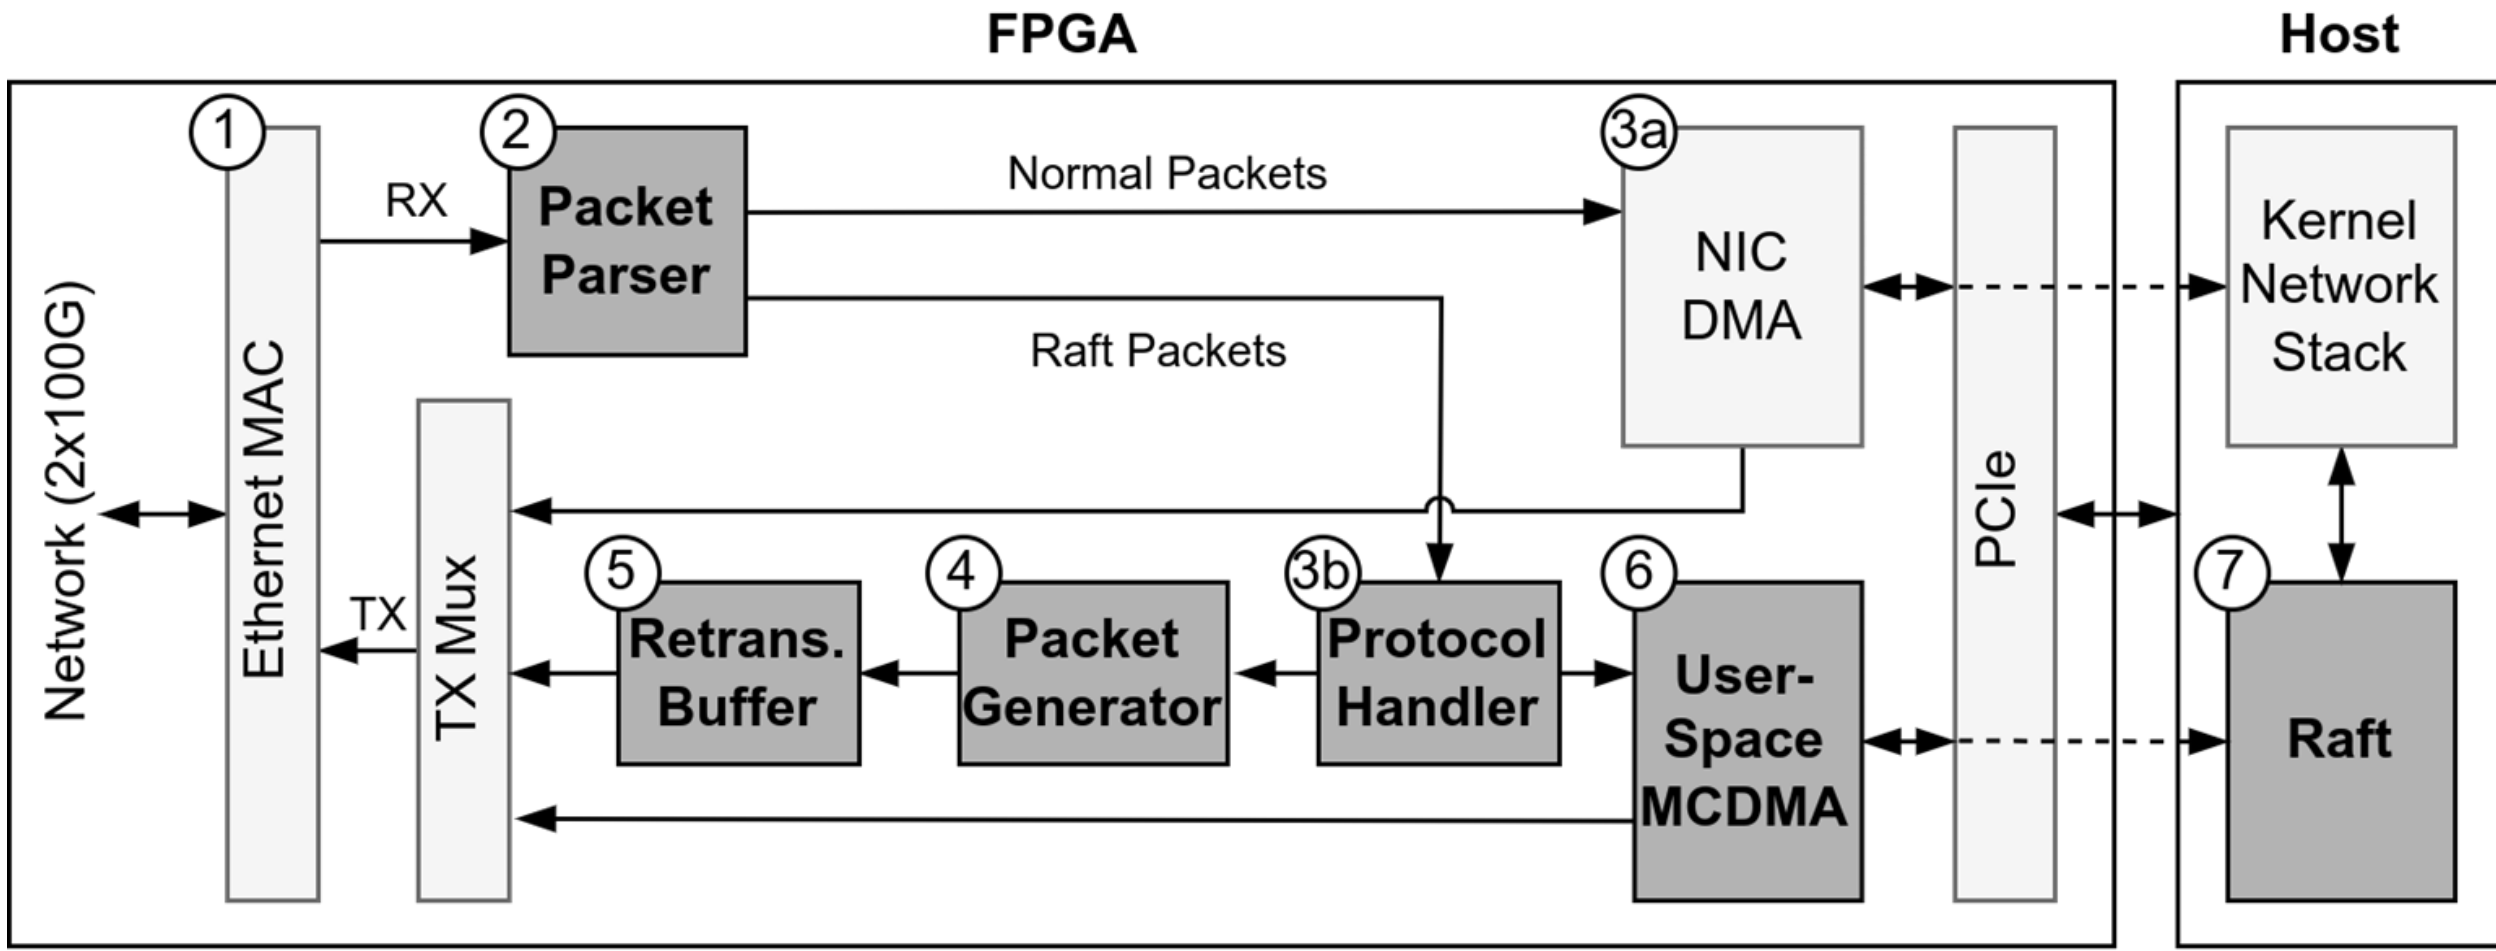 FPGA
Host
1
2
3a
RX
Packet
Parser
Normal Packets
Raft Packets
NIC
DMA
Kernel
Network
Stack
Network (2x100G)
Ethernet MAC
TX
TX Mux
PCIe
5
Retrans.
Buffer
4
Packet
Generator
3b
Protocol
Handler
6
User-
Space
MCDMA
7
Raft